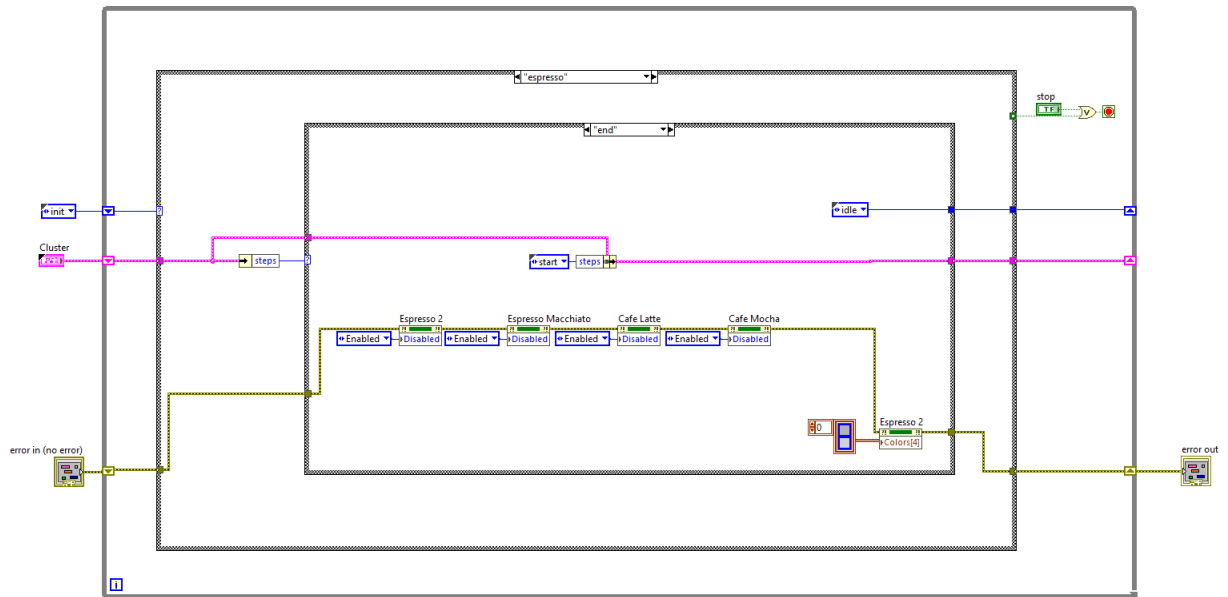 "espresso"
stop
TF
V
"end"
init
idle
Cluster
steps
start
steps
Espresso 2
Espresso Macchiato
Cafe Latte
Cafe Mocha
Enabled
Disabled
Enabled
Disabled
Enabled
Disabled
Enabled
Disabled
0
Espresso 2
Colors[4]
error in (no error)
error out
i